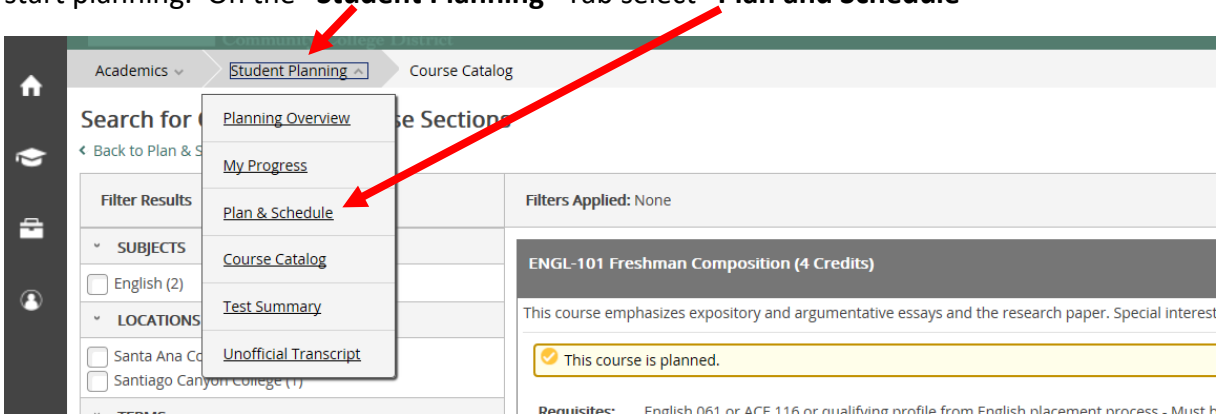 start planning. On the "Student Planning" Tab select "Plan and Schedule"
Community College District
Academics Student Planning Course Catalog
Search for se Sections
Back to Plan & S
Planning Overview
My Progress
Plan & Schedule
Course Catalog
Test Summary
Unofficial Transcript
Filter Results
SUBJECTS
English (2)
LOCATIONS
Santa Ana Co
Santiago Canyon College (1)
TERMS
Filters Applied: None
ENGL-101 Freshman Composition (4 Credits)
This course emphasizes expository and argumentative essays and the research paper. Special interest
This course is planned.
Requisites: English 061 or ACE 116 or qualifying profile from English placement process - Must b